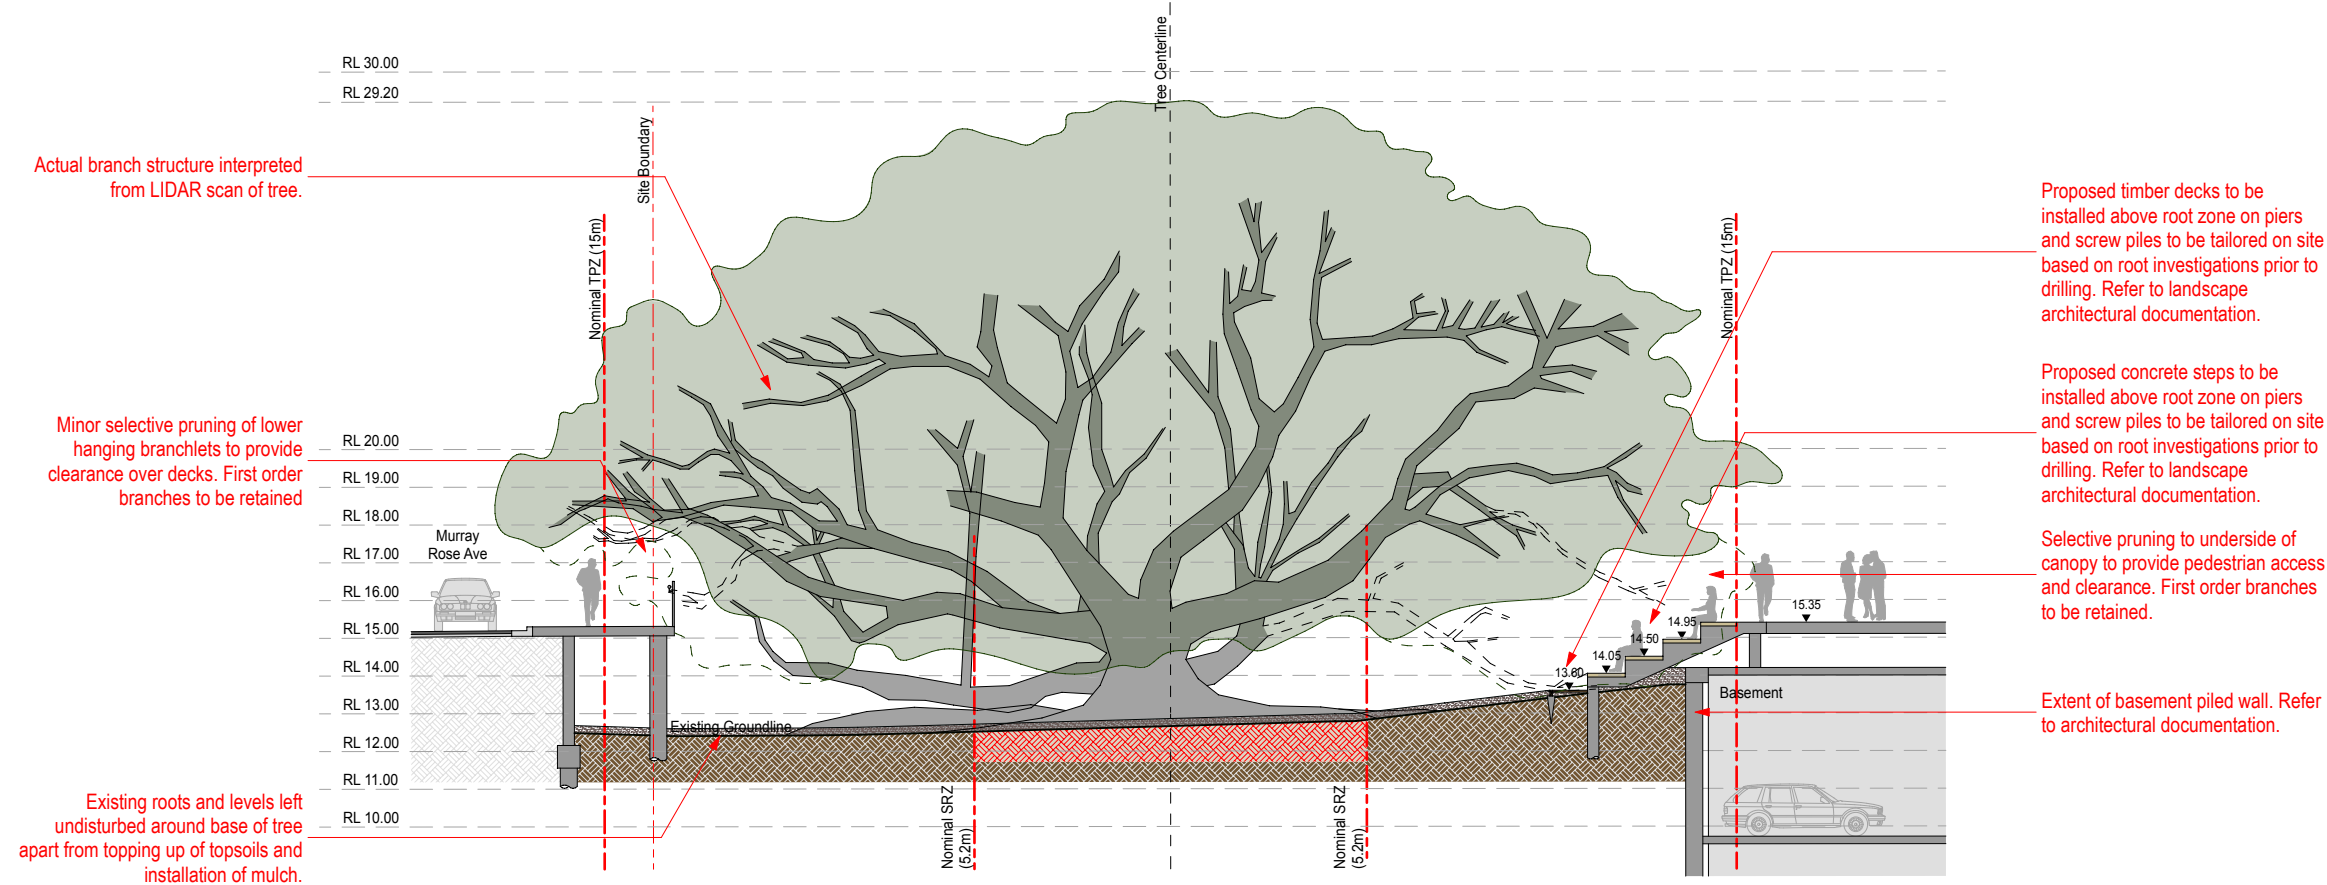 RL 30.00
RL 29.20
Tree Centerline
Site Boundary
Nominal TPZ (15m)
Nominal TPZ (15m)
Actual branch structure interpreted
from LIDAR scan of tree.
Minor selective pruning of lower
hanging branchlets to provide
clearance over decks. First order
branches to be retained
Existing roots and levels left
undisturbed around base of tree
apart from topping up of topsoils and
installation of mulch.
RL 20.00
RL 19.00
RL 18.00
RL 17.00
RL 16.00
RL 15.00
RL 14.00
RL 13.00
RL 12.00
RL 11.00
RL 10.00
Murray
Rose Ave
Existing Groundline
Nominal SRZ
(5.2m)
Nominal SRZ
(5.2m)
13.60
14.05
14.50
14.95
15.35
Basement
Proposed timber decks to be
installed above root zone on piers
and screw piles to be tailored on site
based on root investigations prior to
drilling. Refer to landscape
architectural documentation.
Proposed concrete steps to be
installed above root zone on piers
and screw piles to be tailored on site
based on root investigations prior to
drilling. Refer to landscape
architectural documentation.
Selective pruning to underside of
canopy to provide pedestrian access
and clearance. First order branches
to be retained.
Extent of basement piled wall. Refer
to architectural documentation.